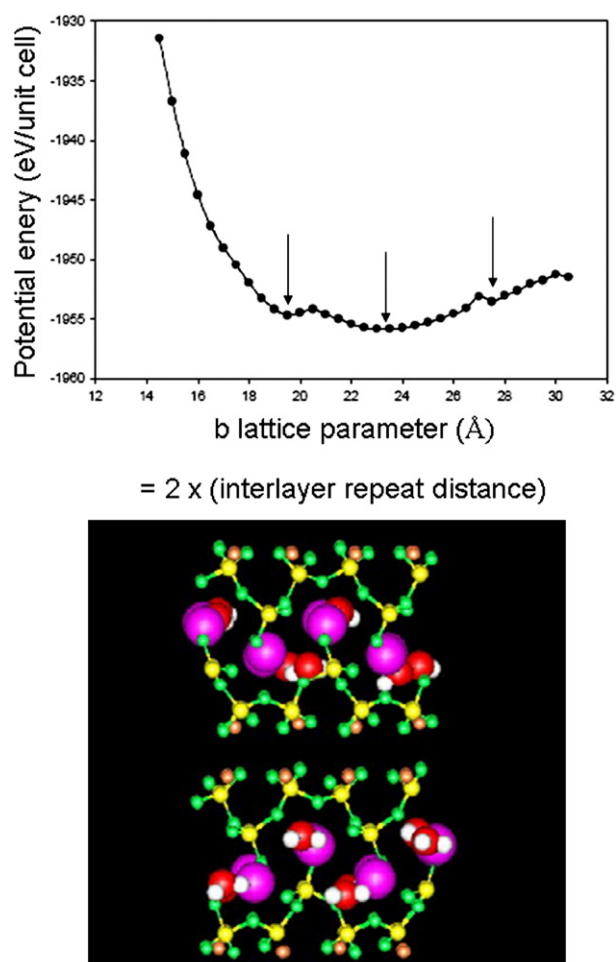 -1930
-1935
-1940
-1945
-1950
-1955
-1960
Potential enery (eV/unit cell)
12 14 16 18 20 22 24 26 28 30 32
b lattice parameter (Å)
= 2 x (interlayer repeat distance)